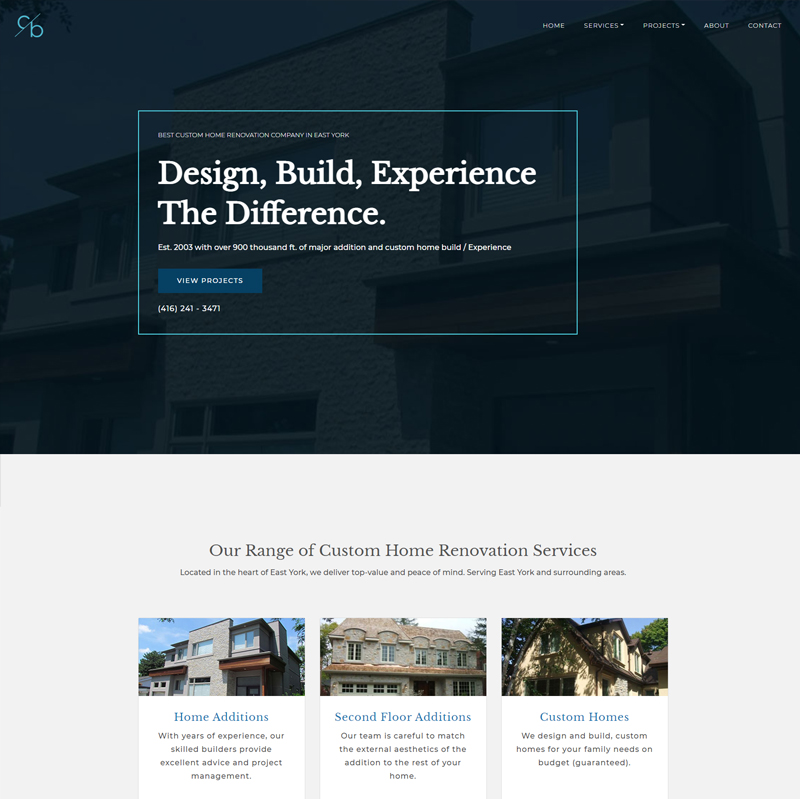 cb
HOME SERVICES PROJECTS ABOUT CONTACT
BEST CUSTOM HOME RENOVATION COMPANY IN EAST YORK
Design, Build, Experience
The Difference.
Est. 2003 with over 900 thousand ft. of major addition and custom home build / Experience
VIEW PROJECTS
(416) 241 - 3471
Our Range of Custom Home Renovation Services
Located in the heart of East York, we deliver top-value and peace of mind. Serving East York and surrounding areas.
Home Additions
With years of experience, our
skilled builders provide
excellent advice and project
management.
Second Floor Additions
Our team is careful to match
the external aesthetics of the
addition to the rest of your
home.
Custom Homes
We design and build, custom
homes for your family needs on
budget (guaranteed).